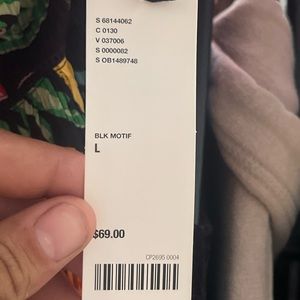 S 68144062
C 0130
V 037006
S 0000082
S OB1489748
BLK MOTIF
L
$69.00
CP2695 0004